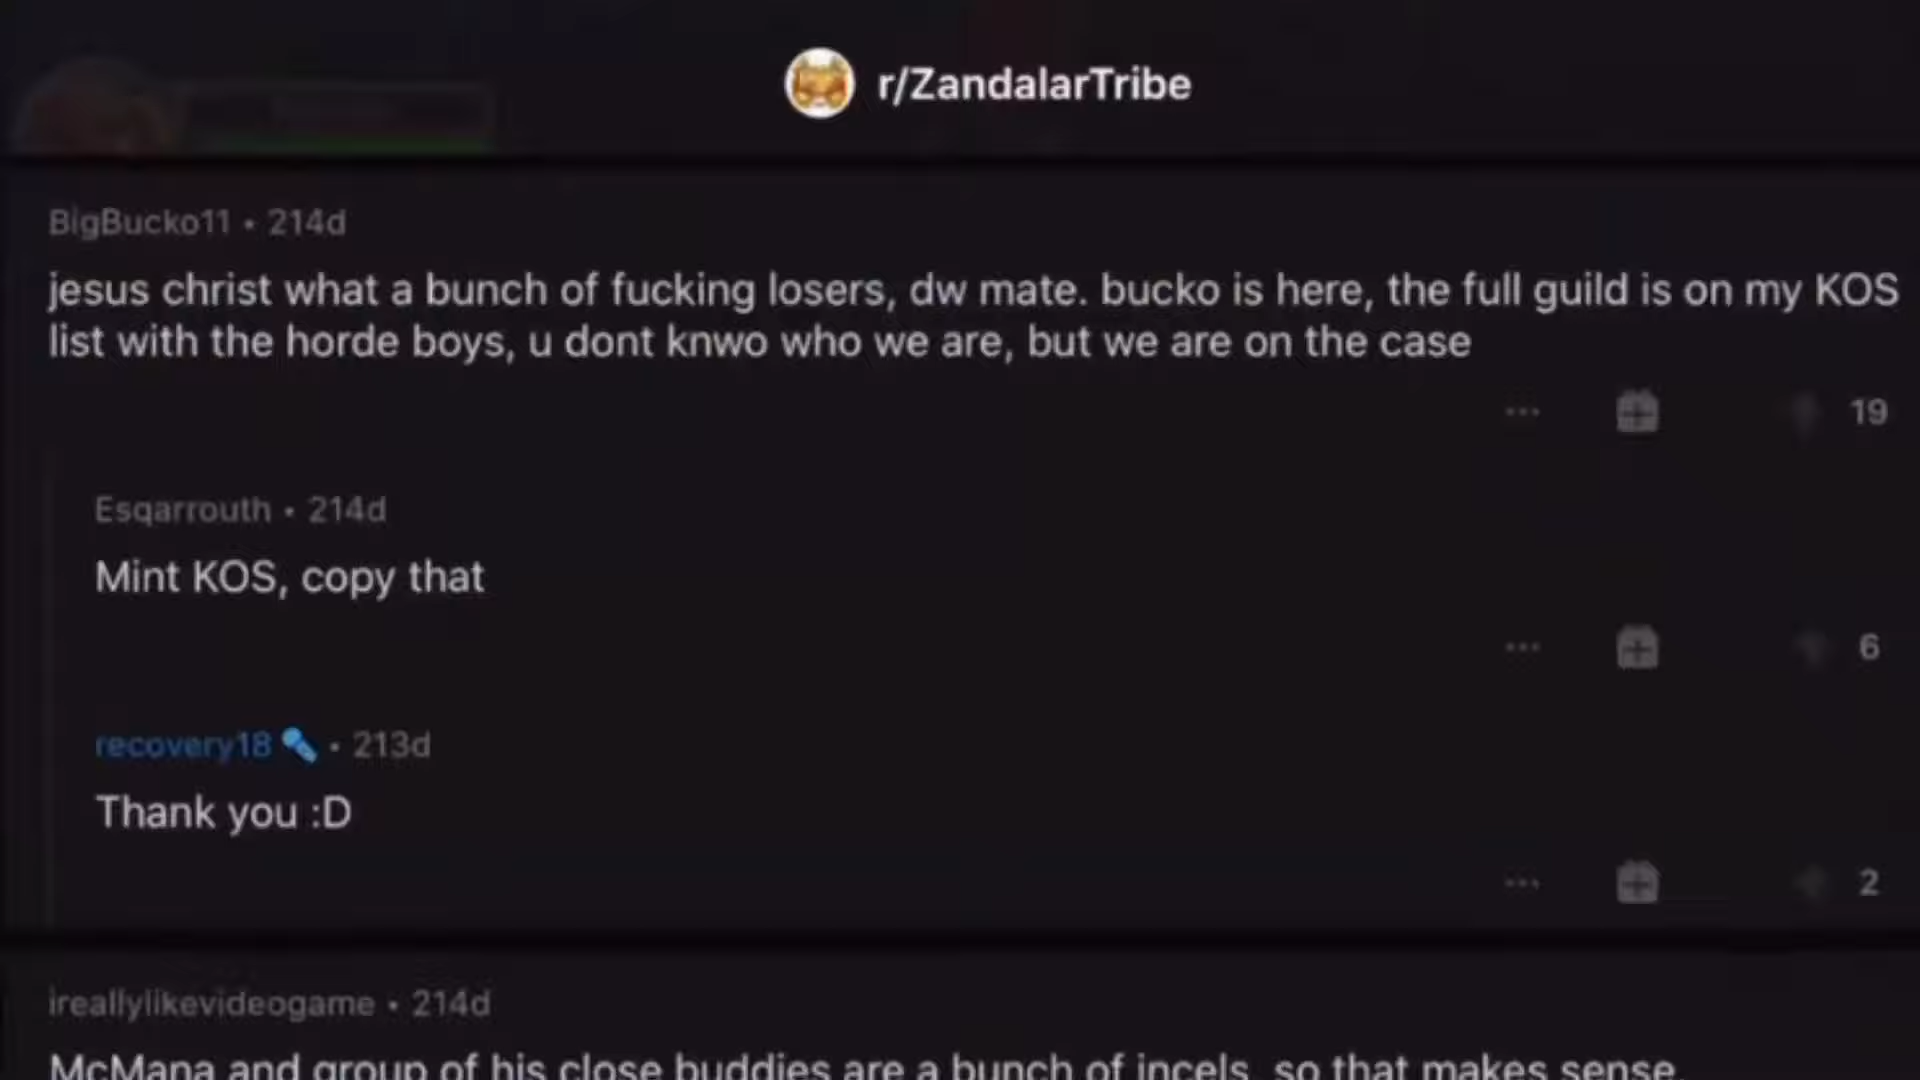 r/ZandalarTribe
BigBucko11 • 214d
jesus christ what a bunch of fucking losers, dw mate. bucko is here, the full guild is on my KOS
list with the horde boys, u dont knwo who we are, but we are on the case
19
Esqarrouth • 214d
Mint KOS, copy that
6
recovery18 • 213d
Thank you :D
2
ireallylikevideogame • 214d
McMana and group of his close buddies are a bunch of incels, so that makes sense.